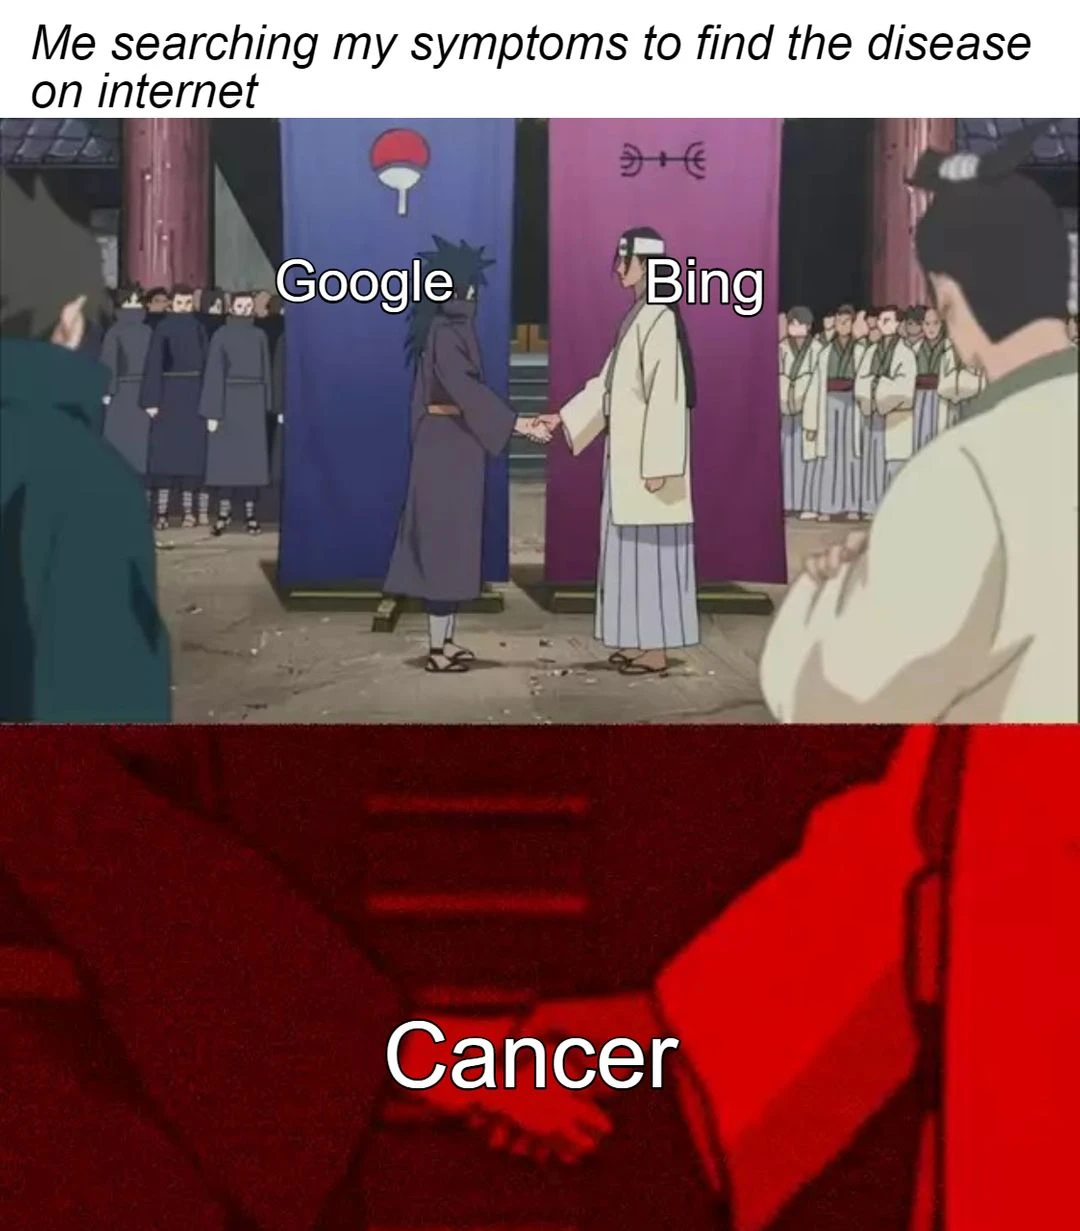 Me searching my symptoms to find the disease
on internet
Google
Bing
Cancer